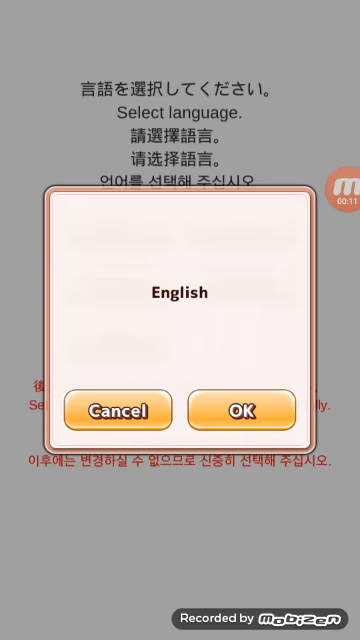 言語を選択してください。
Select language.
請選擇語言。
请选择语言。
언어를 선택해 주십시오
00:11
English
Cancel
OK
後
이후에는 변경하실 수 없으므로 신중히 선택해 주십시오.
Recorded by mobizen